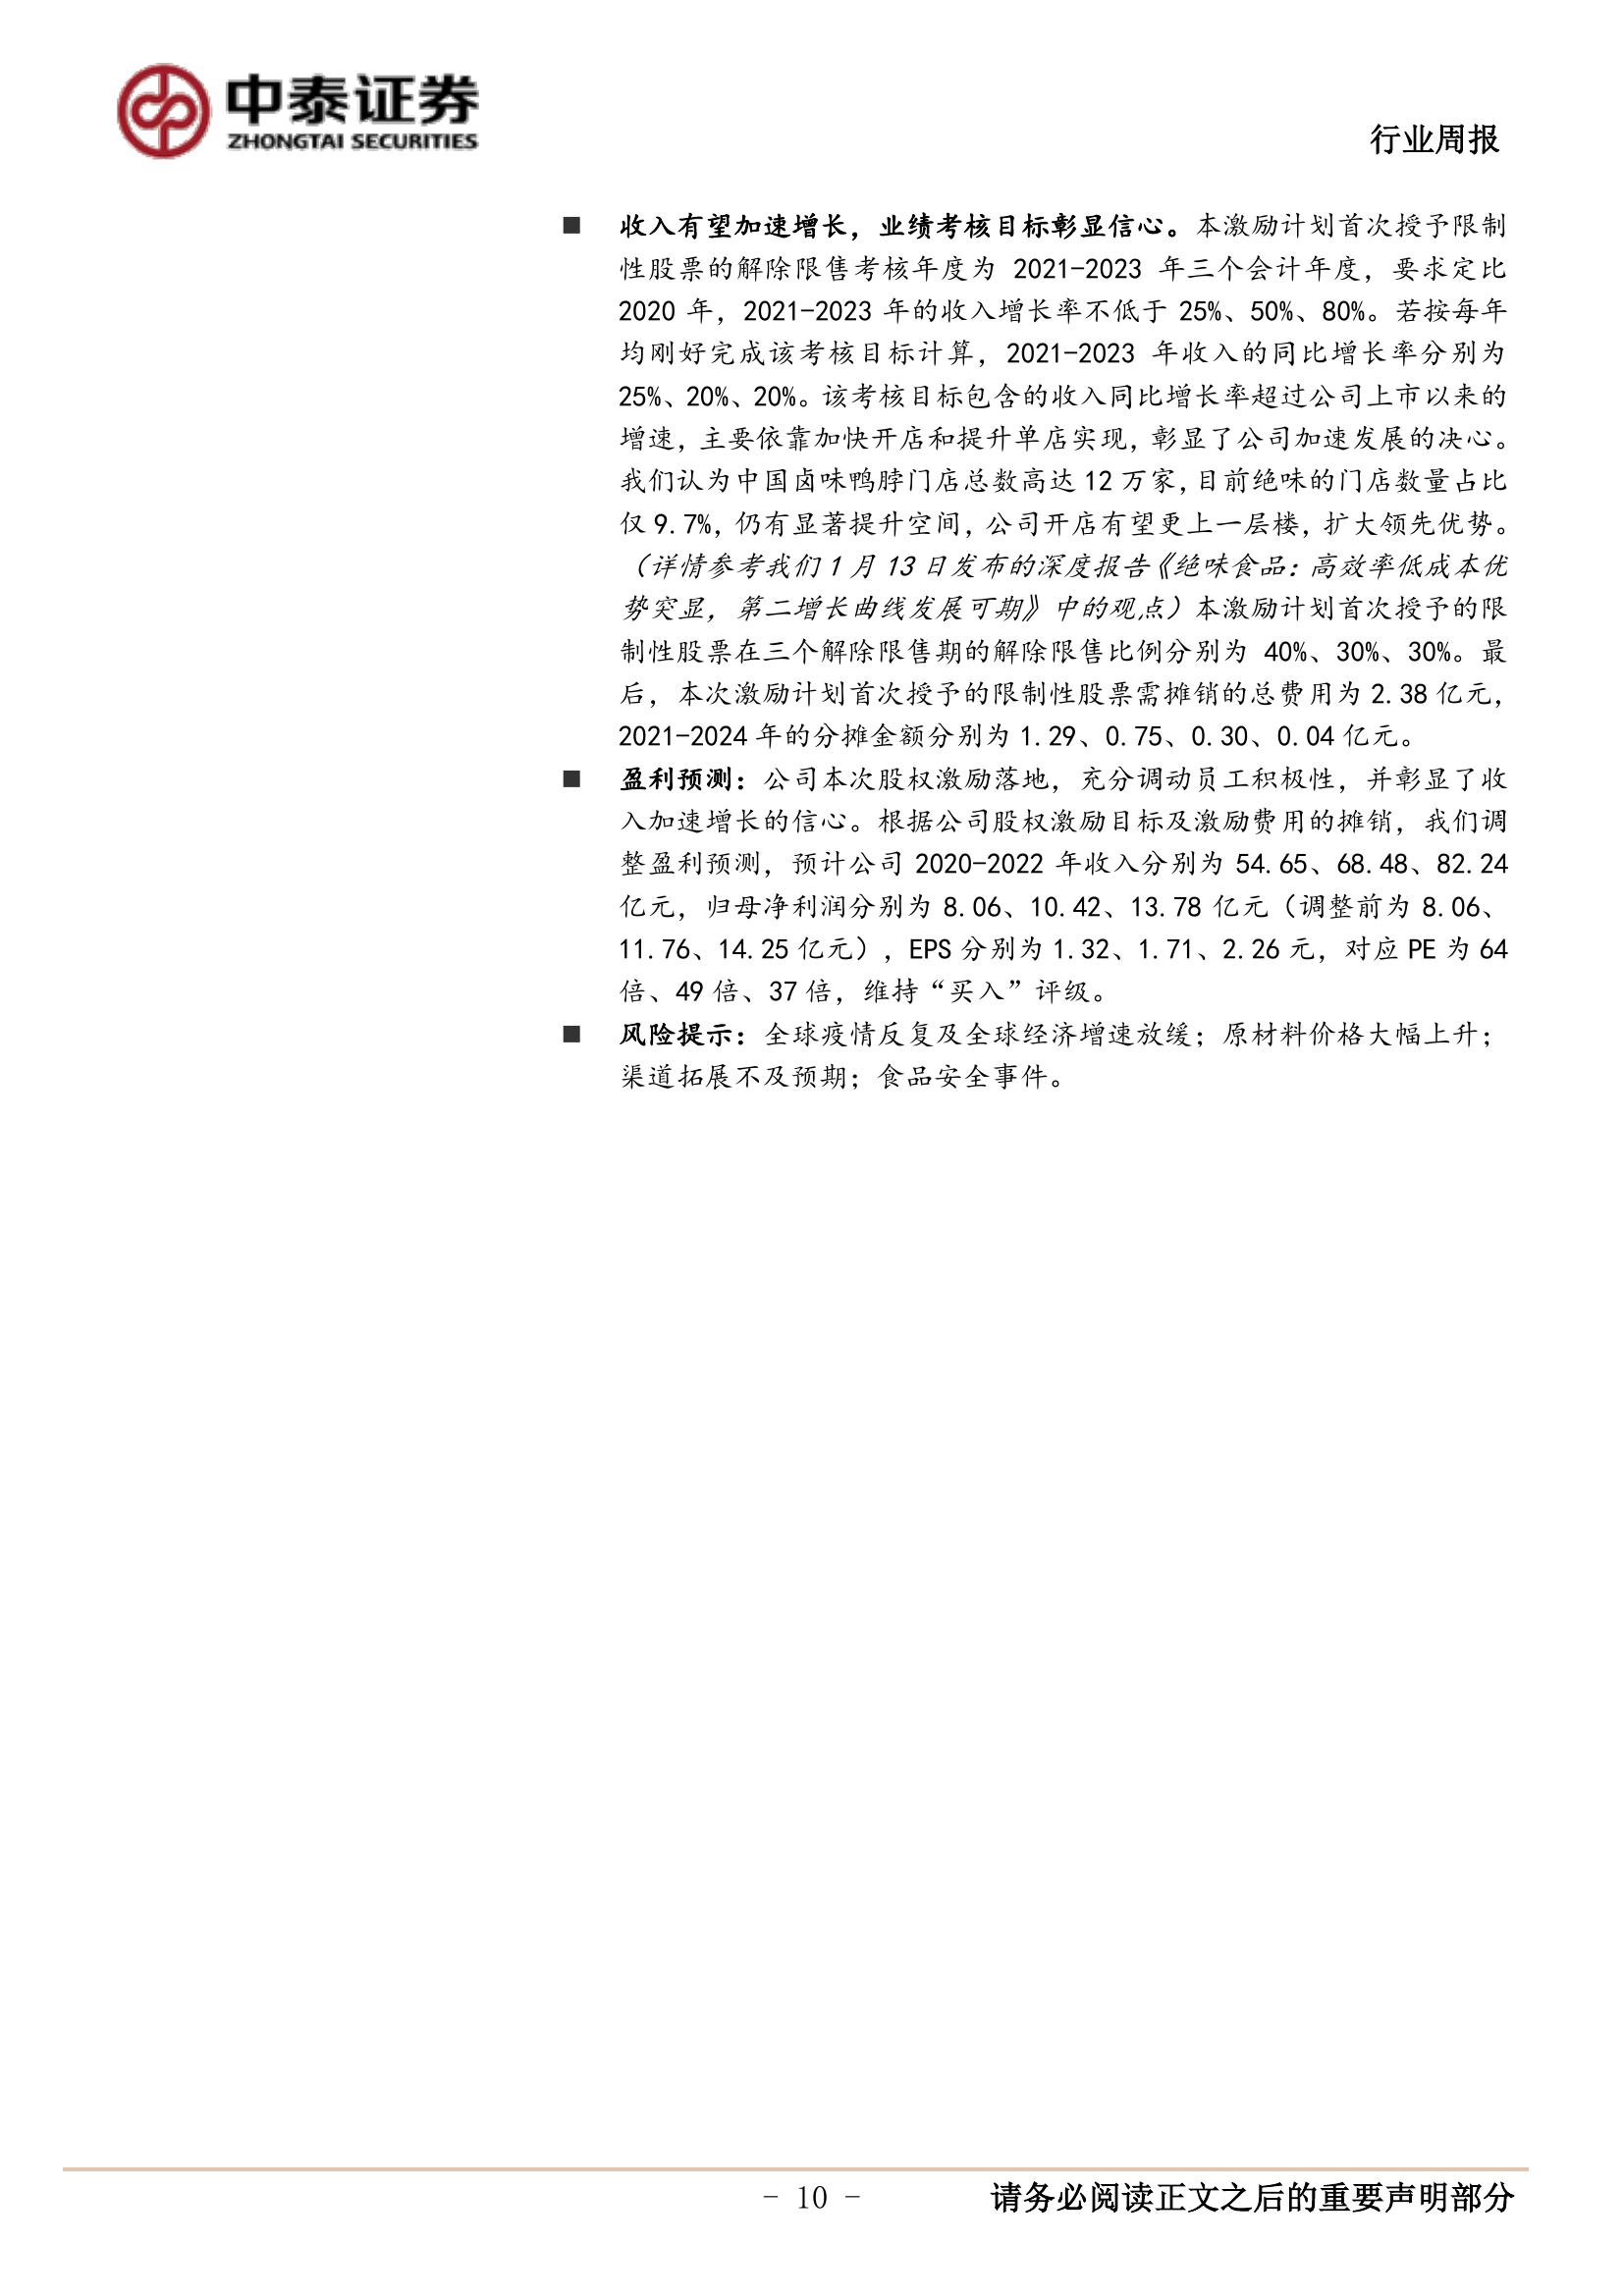 中泰证券
ZHONGTAI SECURITIES
行业周报
■ 收入有望加速增长，业绩考核目标彰显信心。本激励计划首次授予限制
性股票的解除限售考核年度为 2021-2023 年三个会计年度，要求定比
2020 年，2021-2023 年的收入增长率不低于 25%、50%、80%。若按每年
均刚好完成该考核目标计算，2021-2023 年收入的同比增长率分别为
25%、20%、20%。该考核目标包含的收入同比增长率超过公司上市以来的
增速，主要依靠加快开店和提升单店实现，彰显了公司加速发展的决心。
我们认为中国卤味鸭脖门店总数高达 12 万家，目前绝味的门店数量占比
仅 9.7%，仍有显著提升空间，公司开店有望更上一层楼，扩大领先优势。
（详情参考我们 1 月 13 日发布的深度报告《绝味食品：高效率低成本优
势突显，第二增长曲线发展可期》中的观点）本激励计划首次授予的限
制性股票在三个解除限售期的解除限售比例分别为 40%、30%、30%。最
后，本次激励计划首次授予的限制性股票需摊销的总费用为 2.38 亿元，
2021-2024 年的分摊金额分别为 1.29、0.75、0.30、0.04 亿元。
■ 盈利预测：公司本次股权激励落地，充分调动员工积极性，并彰显了收
入加速增长的信心。根据公司股权激励目标及激励费用的摊销，我们调
整盈利预测，预计公司 2020-2022 年收入分别为 54.65、68.48、82.24
亿元，归母净利润分别为 8.06、10.42、13.78 亿元（调整前为 8.06、
11.76、14.25 亿元），EPS 分别为 1.32、1.71、2.26 元，对应 PE 为 64
倍、49 倍、37 倍，维持“买入”评级。
■ 风险提示：全球疫情反复及全球经济增速放缓；原材料价格大幅上升；
渠道拓展不及预期；食品安全事件。
- 10 -
请务必阅读正文之后的重要声明部分